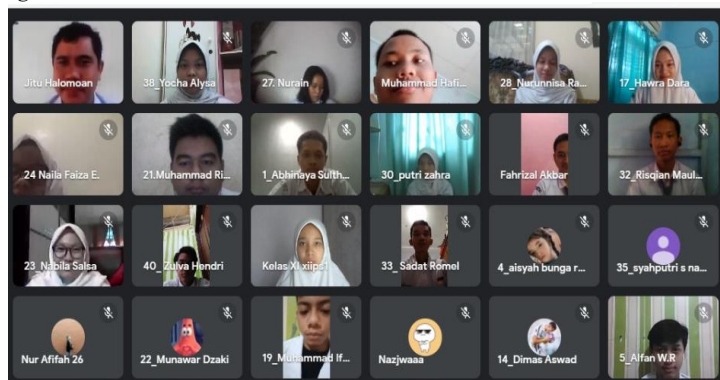 Jitu Halomoan
38_Yocha Alysa
27. Nurain
Muhammad Hafi...
28_Nurunnisa Ra...
17_Hawra Dara
24 Naila Faiza E.
21.Muhammad Ri...
1_Abhinaya Sulth...
30_putri zahra
Fahrizal Akbar
32_Risqian Maul...
23_Nabila Salsa
40_Zulva Hendri
Kelas XI xiips1
33_Sadat Romel
4_aisyah bunga r...
35_syahputri s na...
Nur Afifah 26
22_Munawar Dzaki
19_Muhammad If...
Nazjwaaa
14_Dimas Aswad
5_Alfan W.R